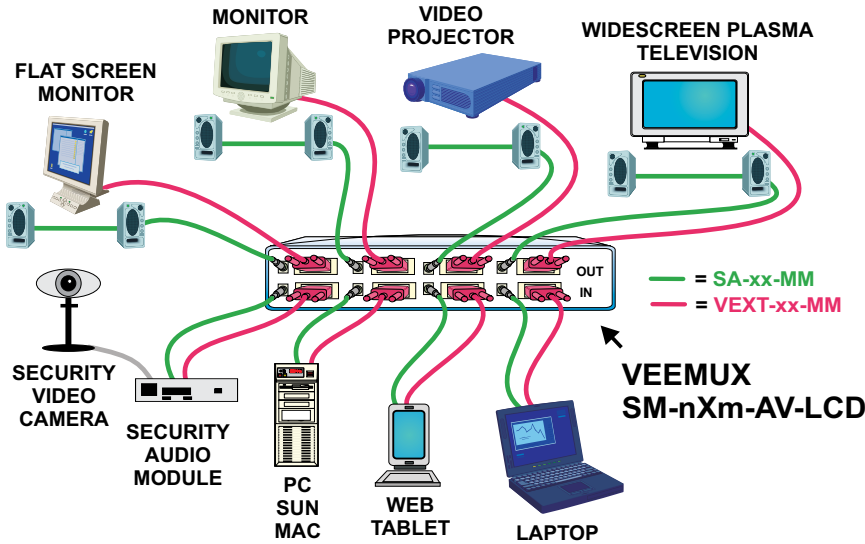 MONITOR
VIDEO
PROJECTOR
WIDESCREEN PLASMA
TELEVISION
FLAT SCREEN
MONITOR
OUT
IN
= SA-xx-MM
= VEXT-xx-MM
VEEMUX
SM-nXm-AV-LCD
SECURITY
VIDEO
CAMERA
SECURITY
AUDIO
MODULE
PC
SUN
MAC
WEB
TABLET
LAPTOP